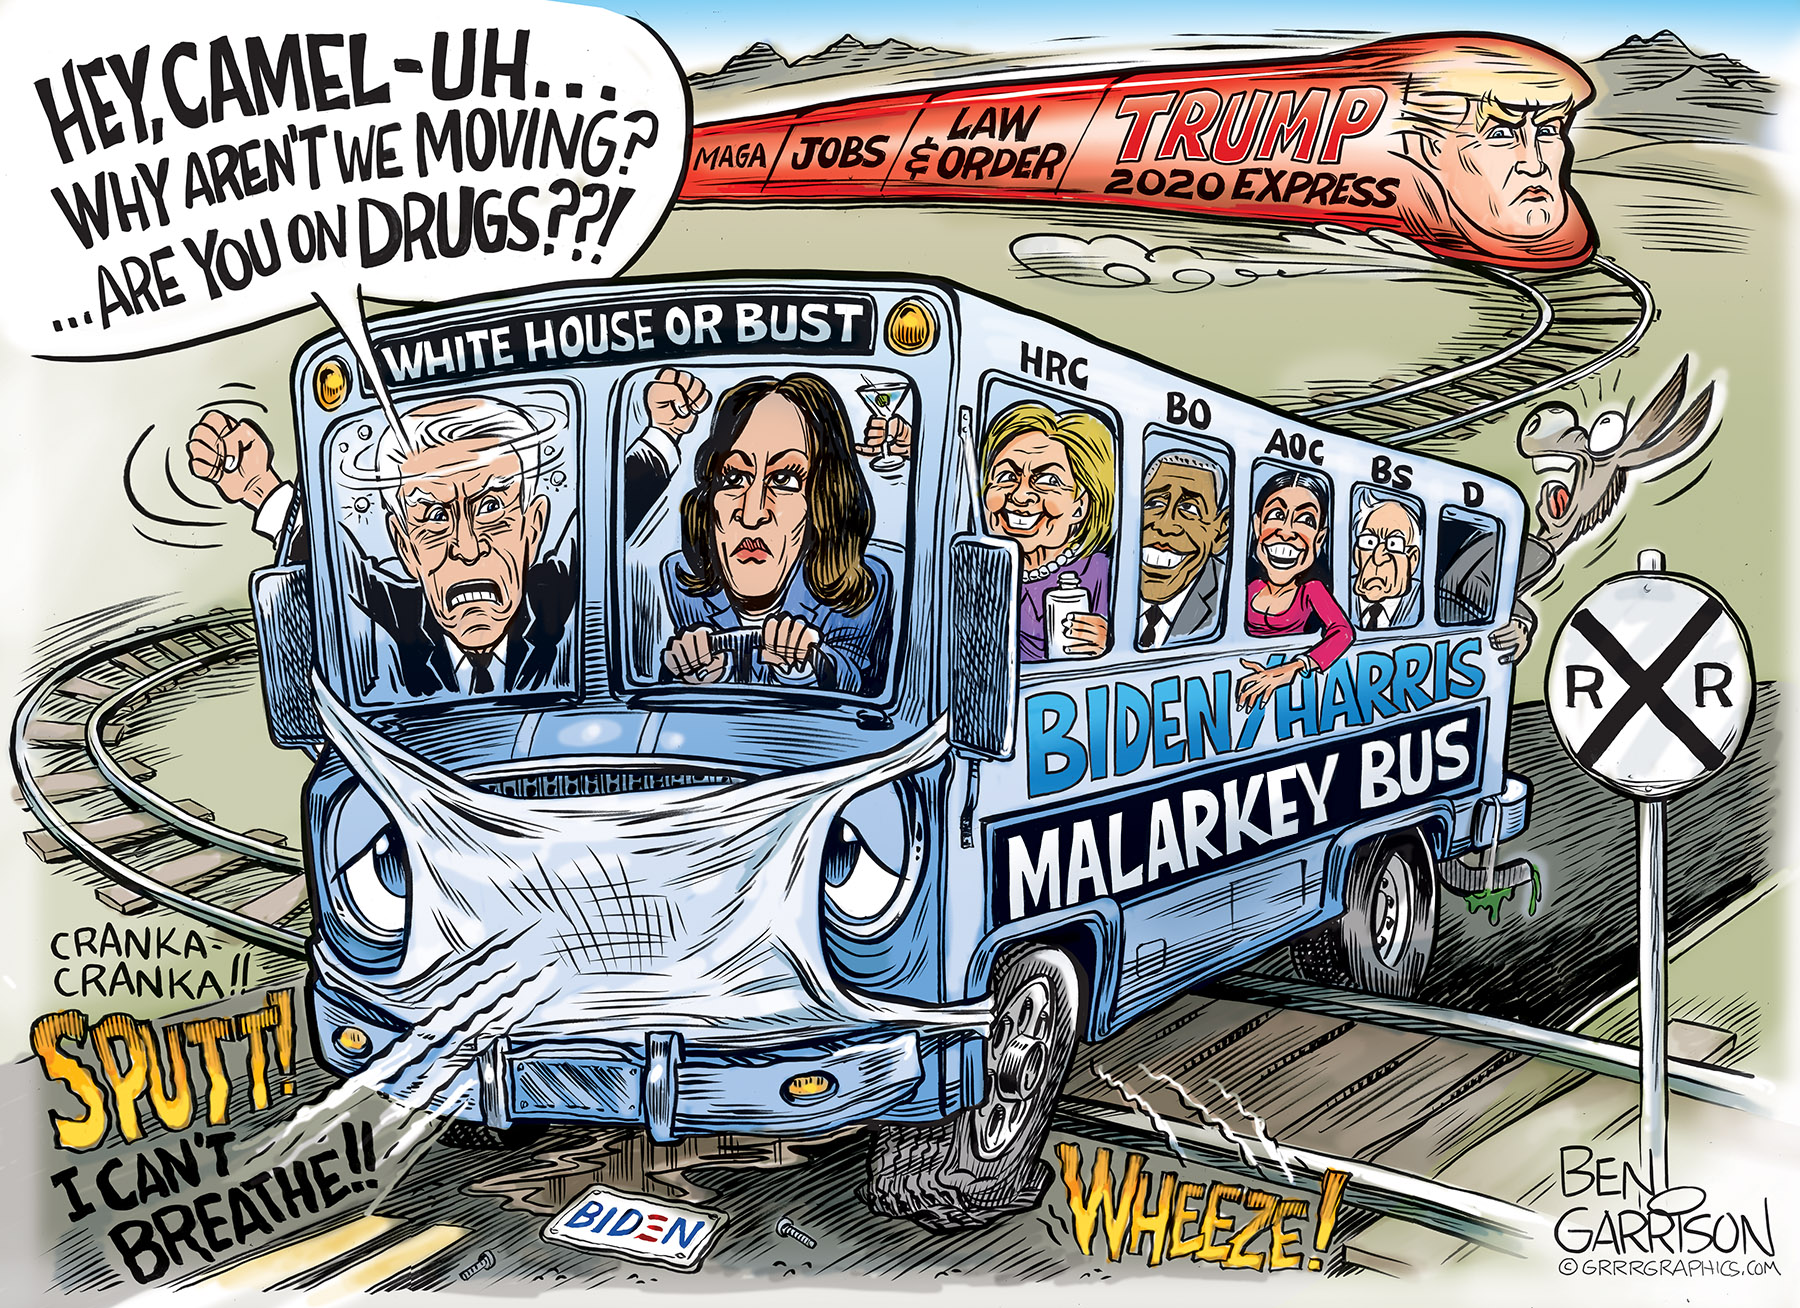 HEY, CAMEL-UH...
WHY AREN'T WE MOVING?
...ARE YOU ON DRUGS??!
MAGA
JOBS
LAW
& ORDER
TRUMP
2020 EXPRESS
WHITE HOUSE OR BUST
HRC
BO
AOC
BS
D
BIDEN/HARRIS
MALARKEY BUS
R R
CRANKA-
CRANKA!!
SPUTT!
I CAN'T
BREATHE!!
BIDEN
WHEEZE!
BEN
GARRISON
© GRRRGRAPHICS.COM